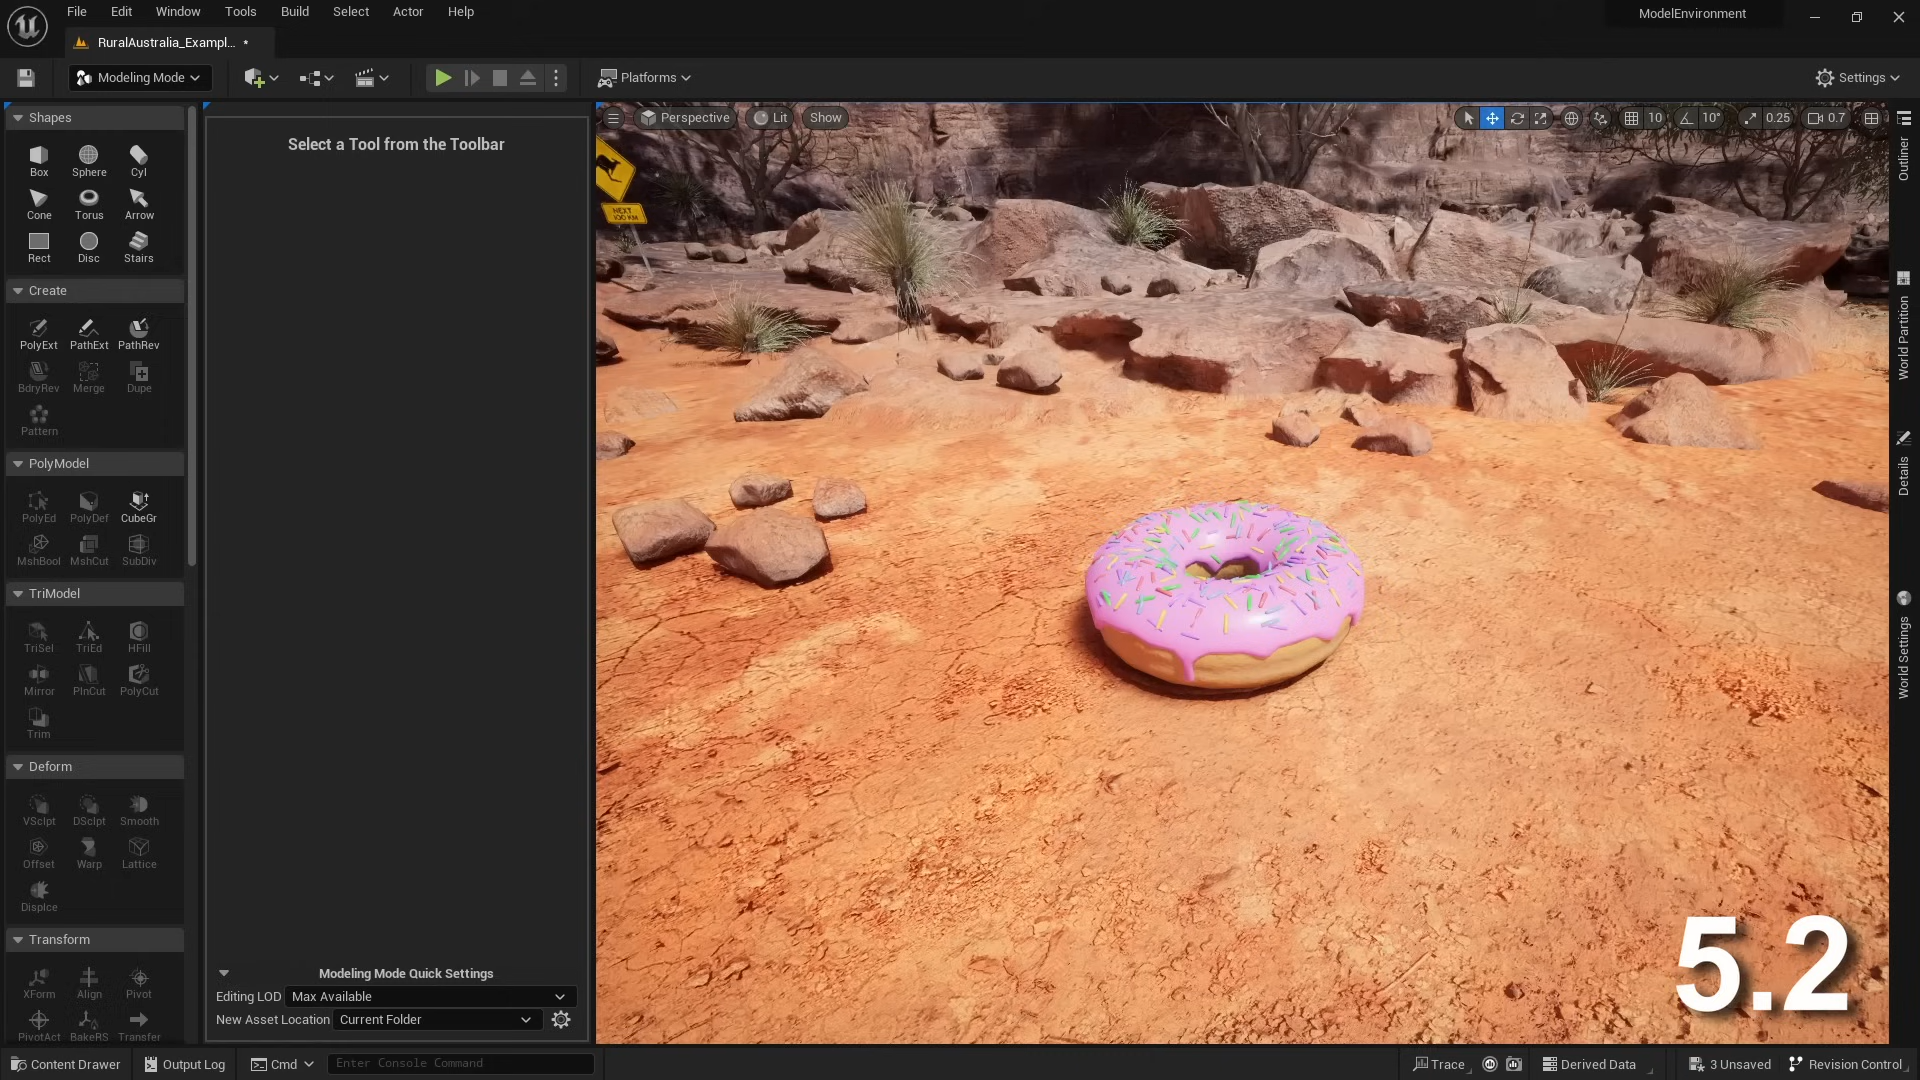 File Edit Window Tools Build Select Actor Help
ModelEnvironment
RuralAustralia_Exampl... •
Modeling Mode
Platforms
Settings
Shapes
Box Sphere Cyl
Cone Torus Arrow
Rect Disc Stairs
Create
PolyExt PathExt PathRev
BdryRev Merge Dupe
Pattern
PolyModel
PolyEd PolyDef CubeGr
MshBool MshCut SubDiv
TriModel
TriSel TriEd HFill
Mirror PlnCut PolyCut
Trim
Deform
VSclpt DSclpt Smooth
Offset Warp Lattice
Displce
Transform
XForm Align Pivot
PivotAct BakeRS Transfer
Select a Tool from the Toolbar
Modeling Mode Quick Settings
Editing LOD Max Available
New Asset Location Current Folder
Perspective Lit Show
10 10° 0.25 0.7
NEXT
100 KM
5.2
Outliner
World Partition
Details
World Settings
Content Drawer Output Log Cmd Enter Console Command
Trace Derived Data 3 Unsaved Revision Control